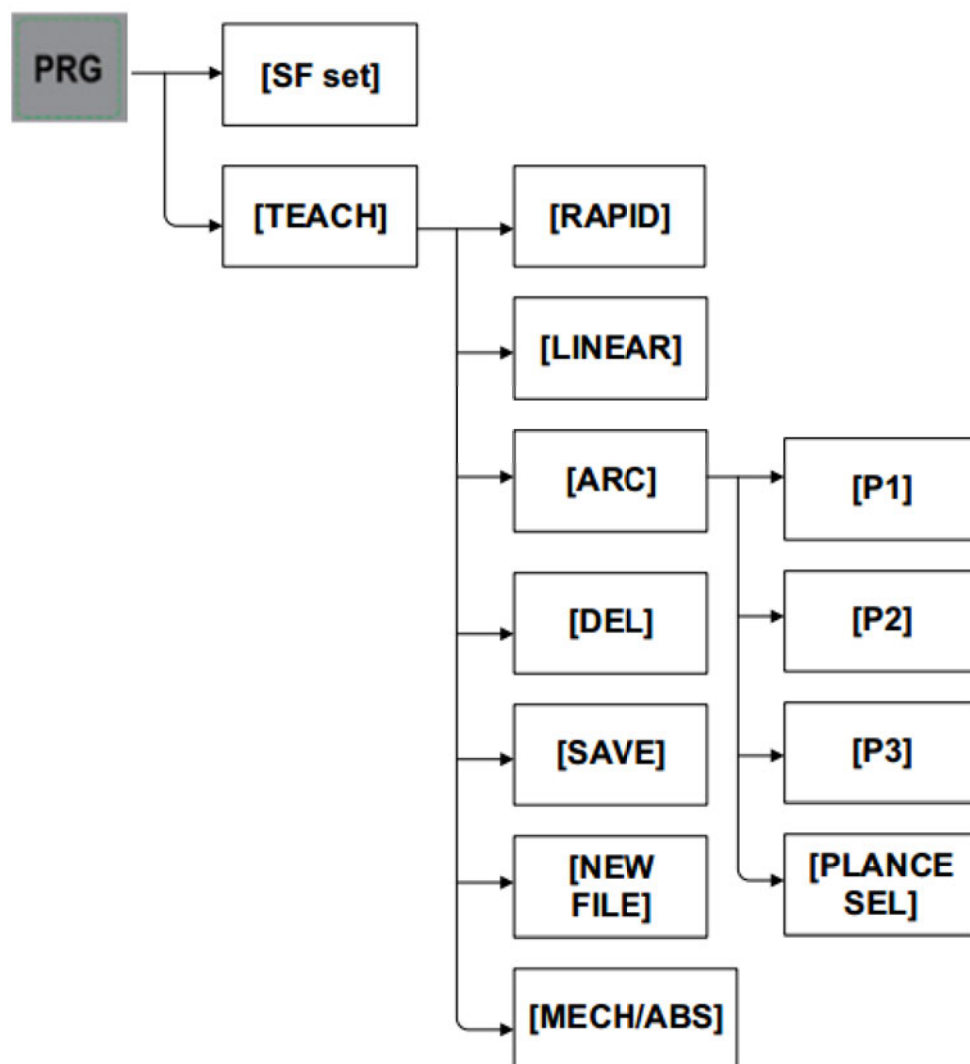 PRG
[SF set]
[TEACH]
[RAPID]
[LINEAR]
[ARC]
[P1]
[DEL]
[P2]
[SAVE]
[P3]
[NEW
FILE]
[PLANCE
SEL]
[MECH/ABS]